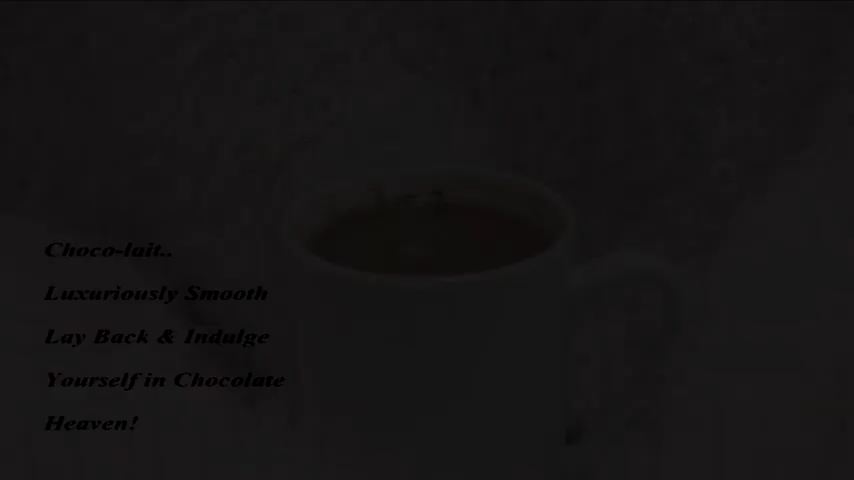 Choco-lait..
Luxuriously Smooth
Lay Back & Indulge
Yourself in Chocolate
Heaven!